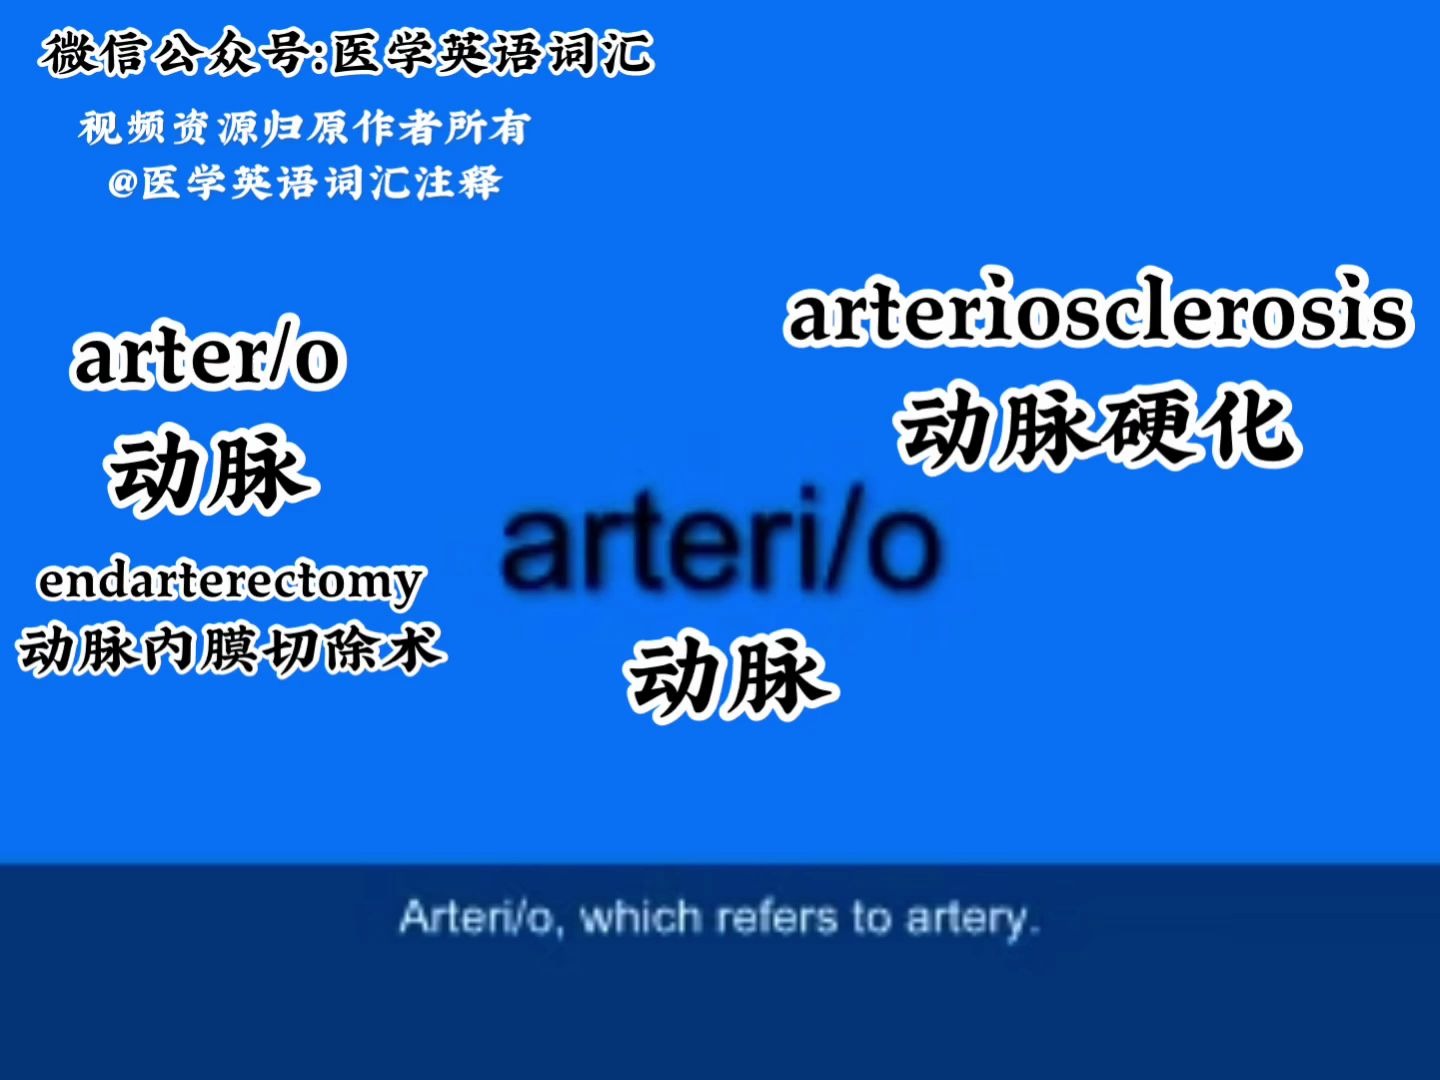 微信公众号:医学英语词汇
视频资源归原作者所有
@医学英语词汇注释
arter/o
动脉
endarterectomy
动脉内膜切除术
arteriosclerosis
动脉硬化
arteri/o
动脉
Arteri/o, which refers to artery.